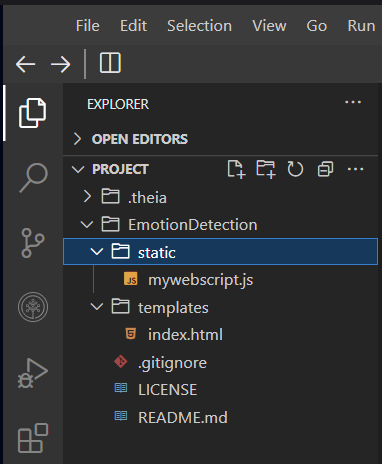 File Edit Selection View Go Run
EXPLORER
OPEN EDITORS
PROJECT
.theia
EmotionDetection
static
JS mywebscript.js
templates
index.html
.gitignore
LICENSE
README.md